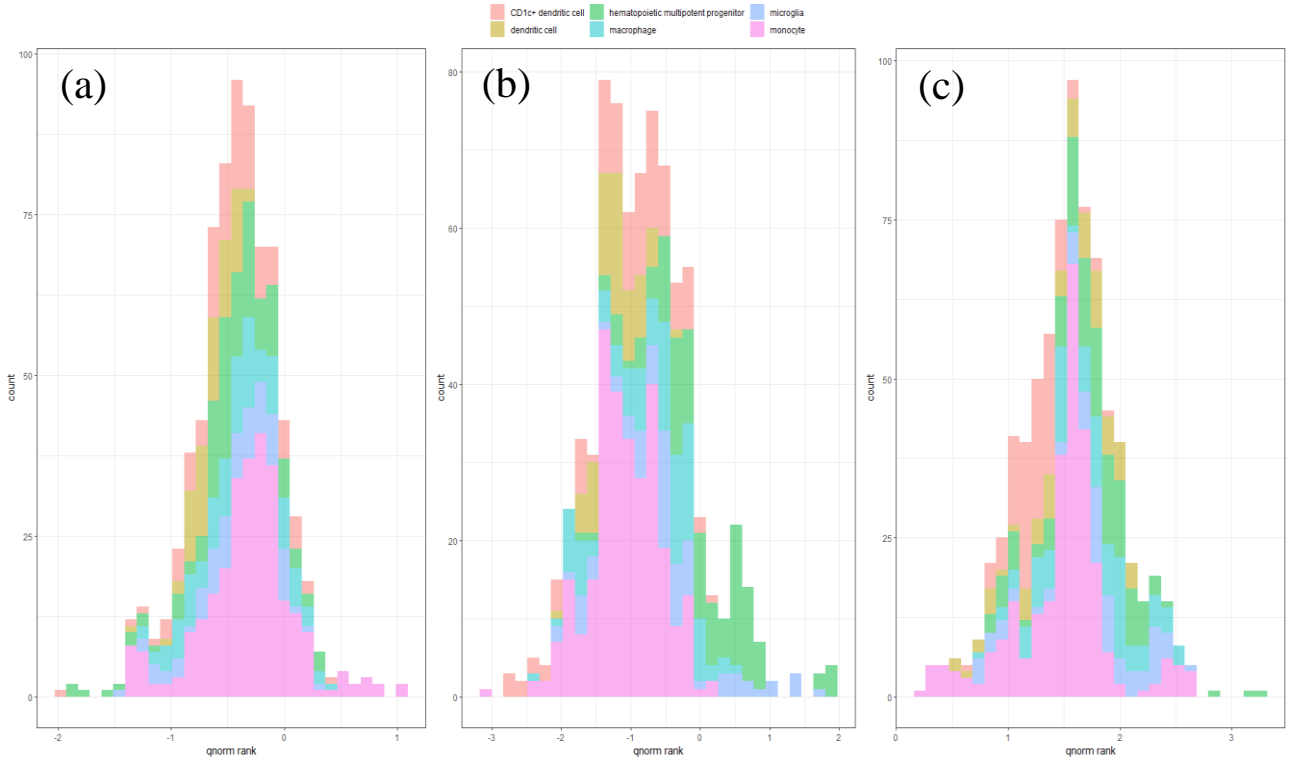 CD1c+ dendritic cell hematopoietic multipotent progenitor microglia
dendritic cell macrophage monocyte
(a)
100
75
50
25
0
count
-2 -1 0 1
qnorm rank
(b)
80
60
40
20
0
count
-3 -2 -1 0 1 2
qnorm rank
(c)
100
75
50
25
0
count
0 1 2 3
qnorm rank